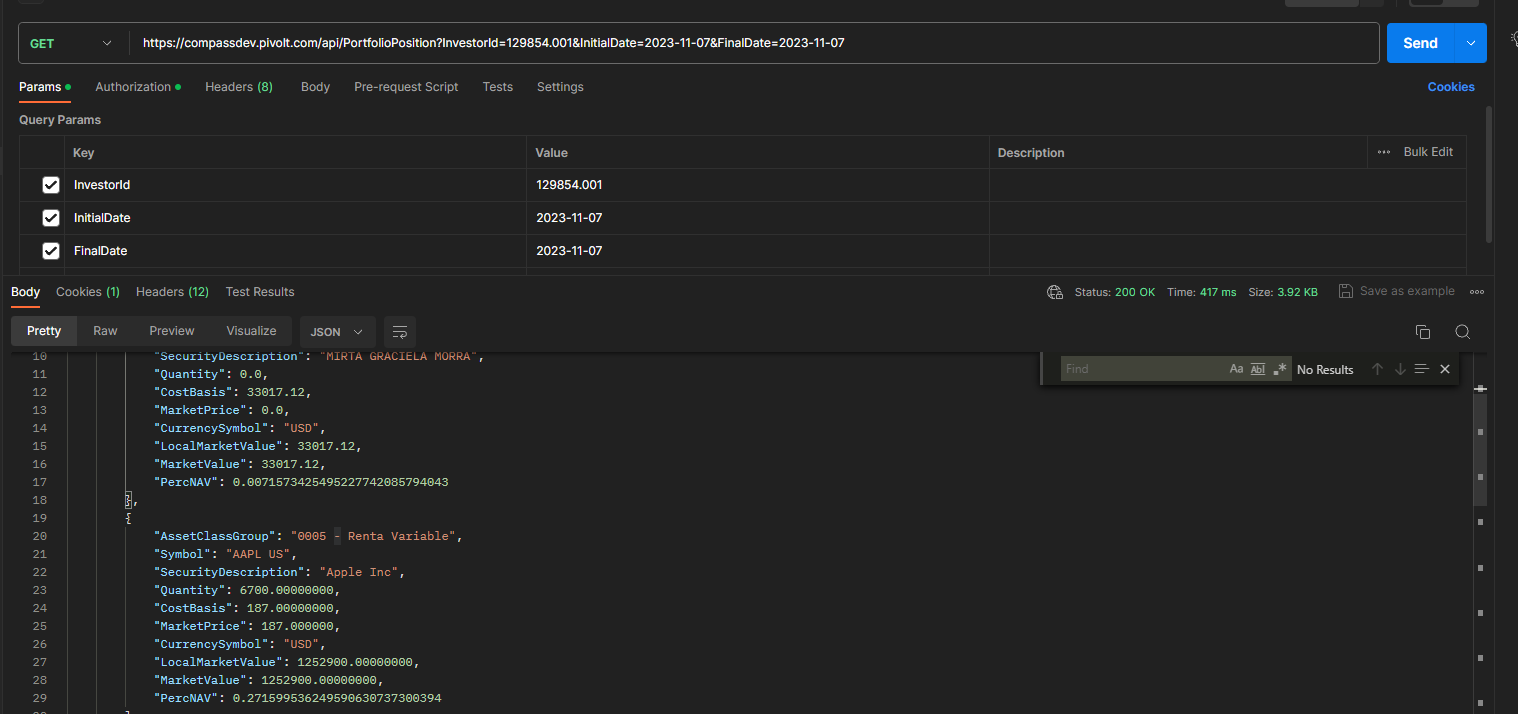 GET https://compassdev.pivolt.com/api/PortfolioPosition?InvestorId=129854.001&InitialDate=2023-11-07&FinalDate=2023-11-07 Send
Params Authorization Headers (8) Body Pre-request Script Tests Settings Cookies
Query Params
Key Value Description ••• Bulk Edit
InvestorId 129854.001
InitialDate 2023-11-07
FinalDate 2023-11-07
Body Cookies (1) Headers (12) Test Results Status: 200 OK Time: 417 ms Size: 3.92 KB Save as example
Pretty Raw Preview Visualize JSON
Find Aa Abl .* No Results
10 "SecurityDescription": "MIRTA GRACIELA MORRA",
11 "Quantity": 0.0,
12 "CostBasis": 33017.12,
13 "MarketPrice": 0.0,
14 "CurrencySymbol": "USD",
15 "LocalMarketValue": 33017.12,
16 "MarketValue": 33017.12,
17 "PercNAV": 0.0071573425495227742085794043
18 },
19 {
20 "AssetClassGroup": "0005 - Renta Variable",
21 "Symbol": "AAPL US",
22 "SecurityDescription": "Apple Inc",
23 "Quantity": 6700.00000000,
24 "CostBasis": 187.00000000,
25 "MarketPrice": 187.000000,
26 "CurrencySymbol": "USD",
27 "LocalMarketValue": 1252900.00000000,
28 "MarketValue": 1252900.00000000,
29 "PercNAV": 0.271599536249590630737300394